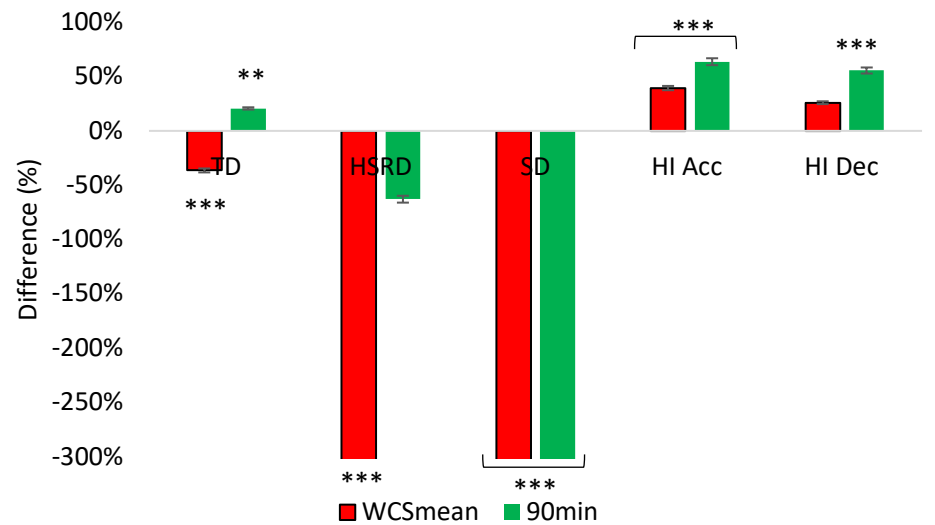 Difference (%)
100%
50%
0%
-50%
-100%
-150%
-200%
-250%
-300%
***
**
***
TD
HSRD
SD
HI Acc
HI Dec
***
***
***
WCSmean
90min